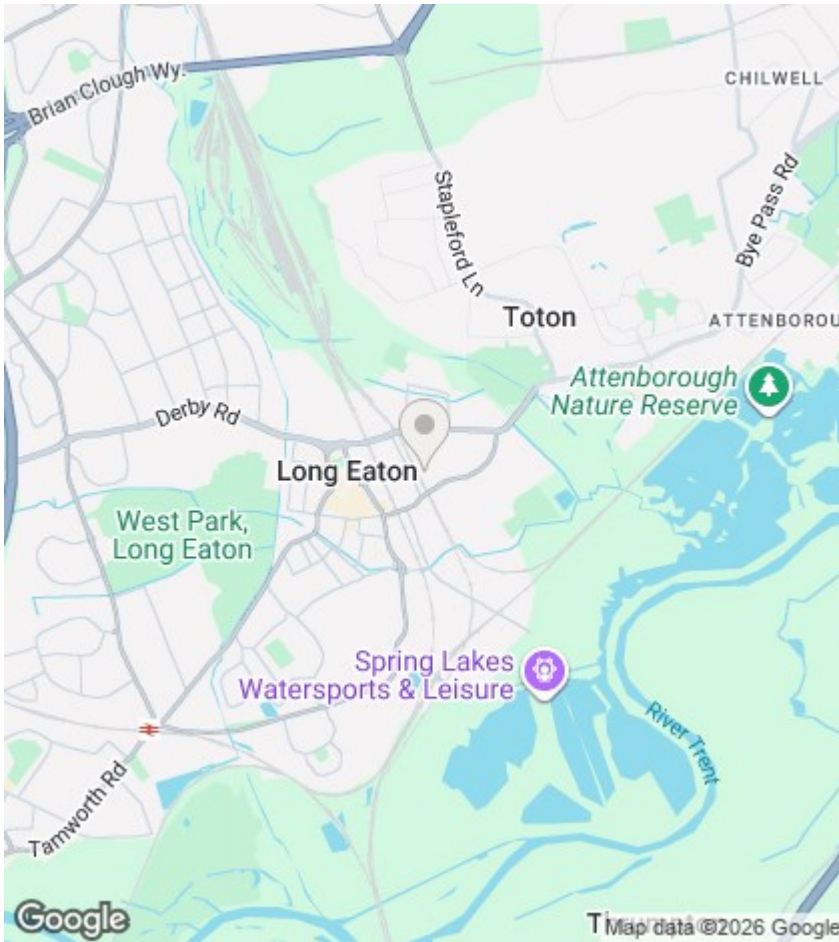 CHILWELL
Brian Clough Wy.
Stapleford Ln
Bye Pass Rd
Toton
ATTENBOROU
Attenborough
Nature Reserve
Derby Rd
Long Eaton
West Park,
Long Eaton
Spring Lakes
Watersports & Leisure
River Trent
Tamworth Rd
Google
Map data ©2026 Google